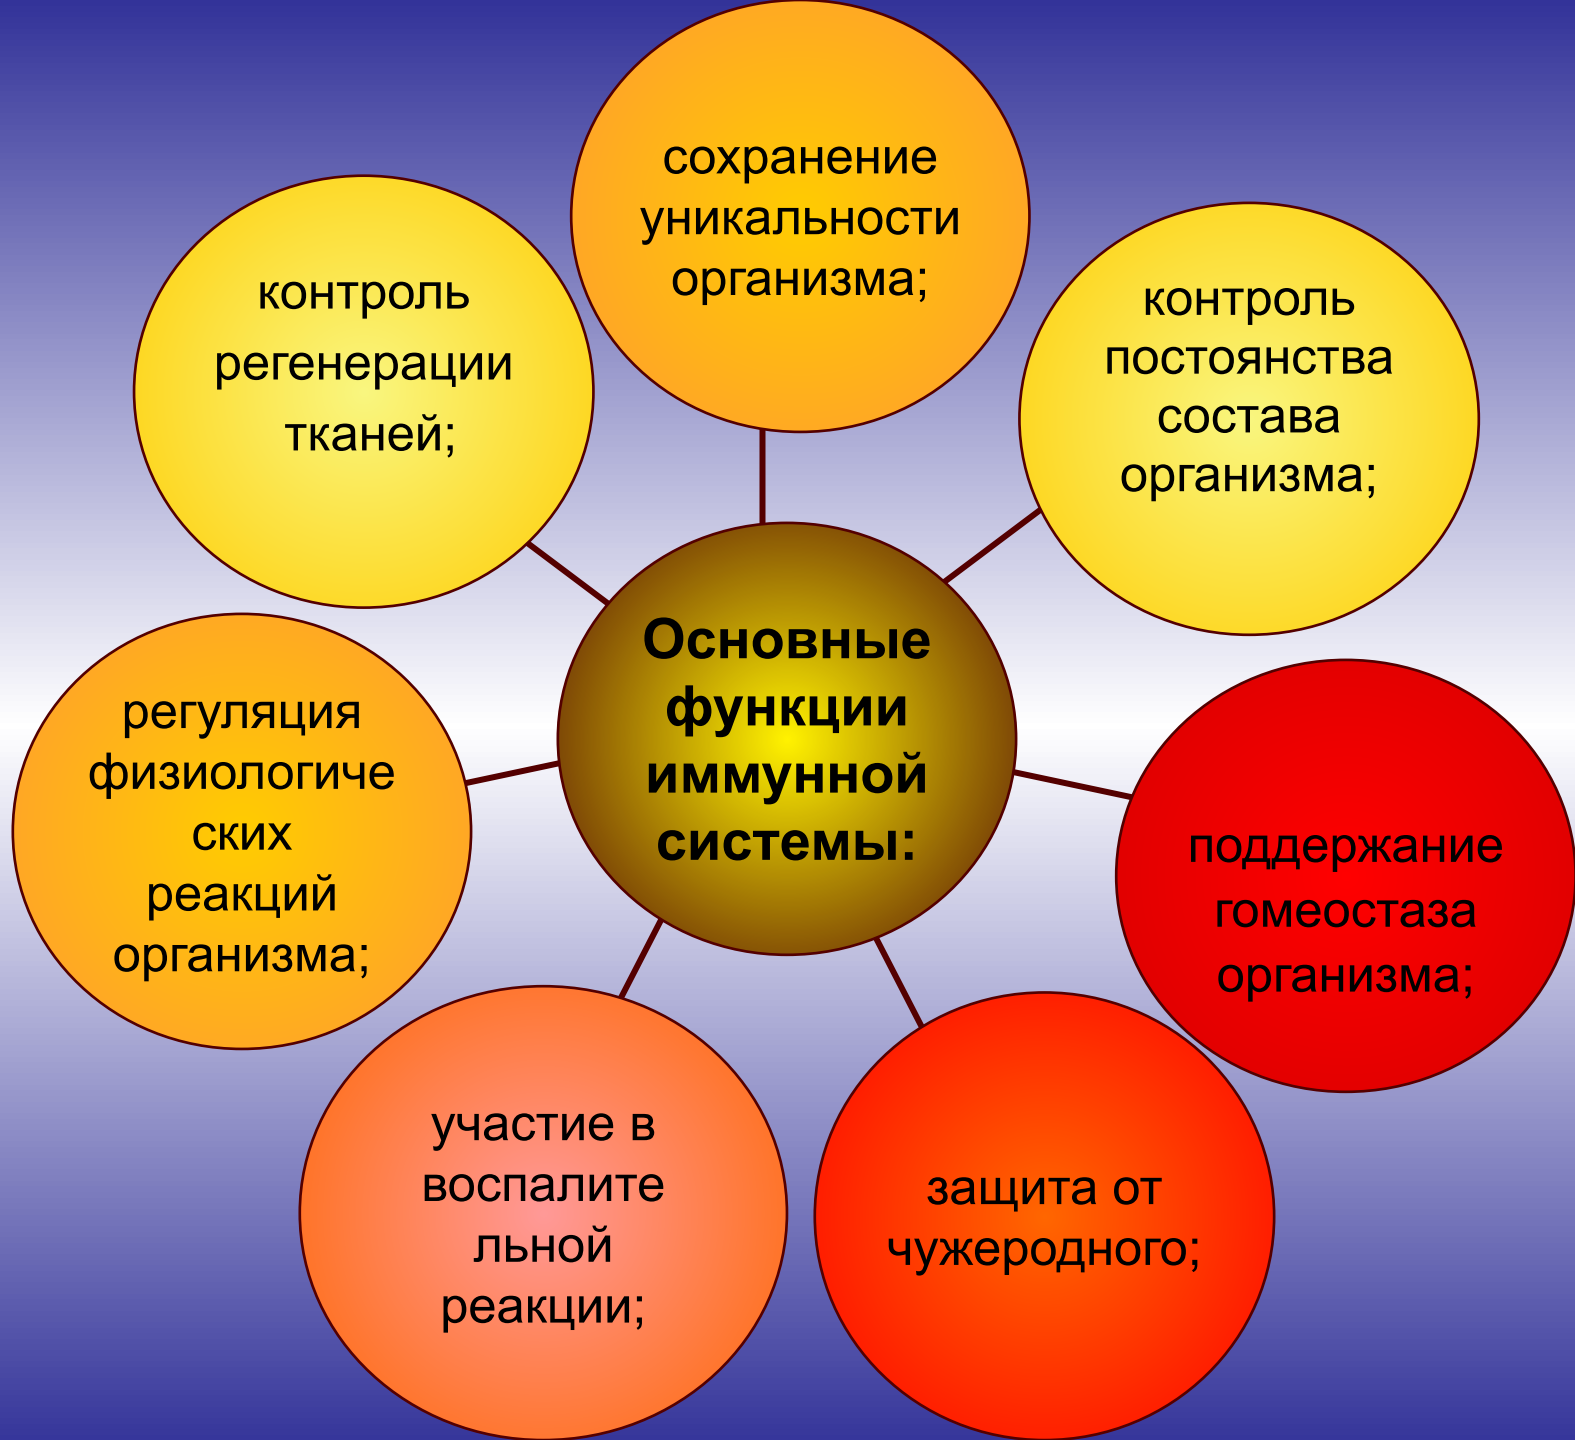 сохранение
уникальности
организма;
контроль
регенерации
тканей;
контроль
постоянства
состава
организма;
Основные
функции
иммунной
системы:
регуляция
физиологиче
ских
реакций
организма;
поддержание
гомеостаза
организма;
участие в
воспалите
льной
реакции;
защита от
чужеродного;